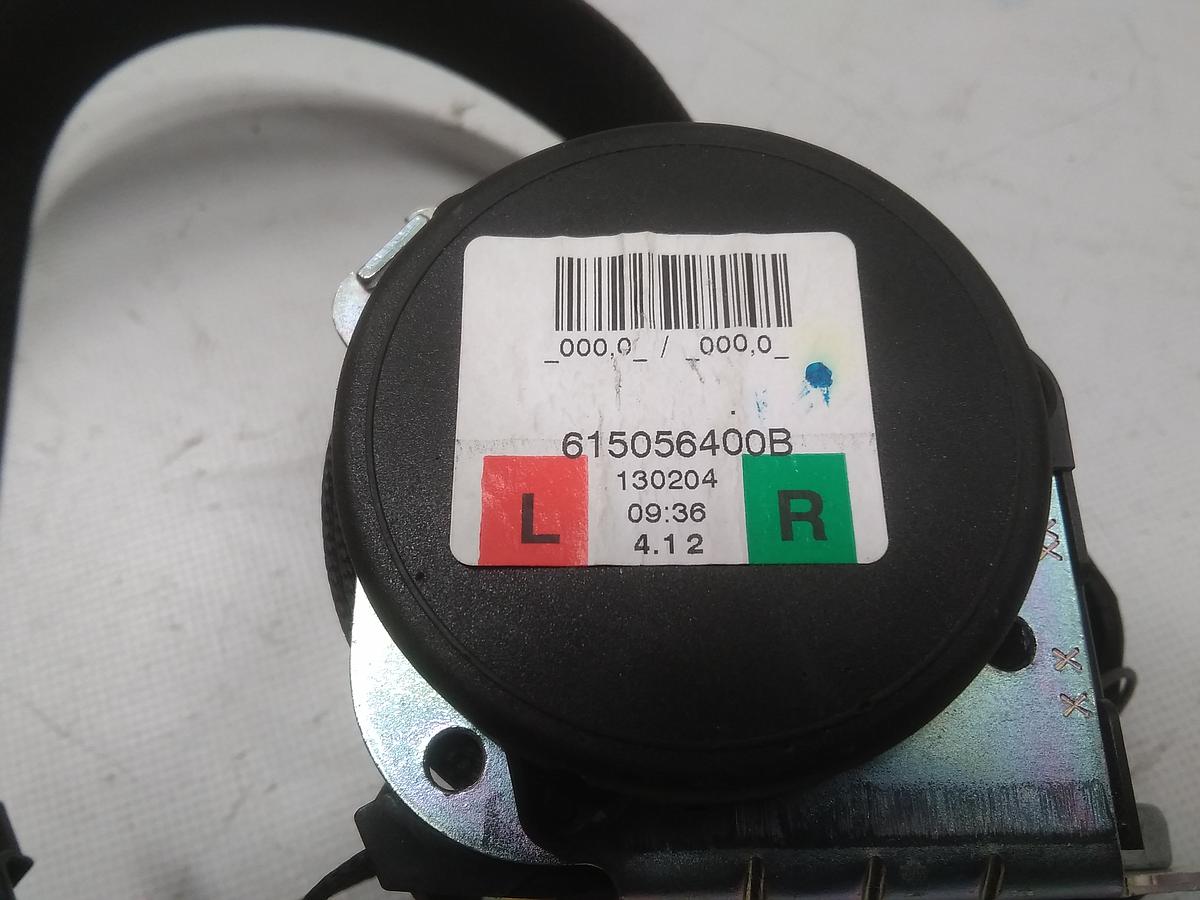 _000,0_ / _000,0_
615056400B
L 130204 R
09:36
4.12